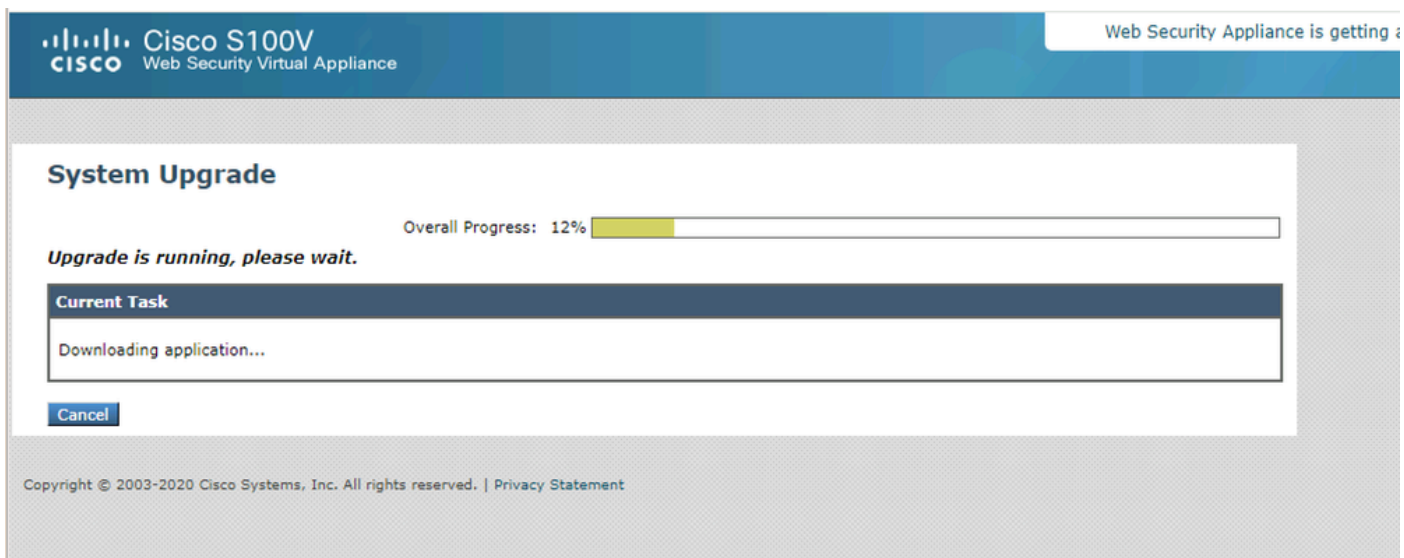 Cisco S100V
CISCO Web Security Virtual Appliance
Web Security Appliance is getting
System Upgrade
Overall Progress: 12%
Upgrade is running, please wait.
Current Task
Downloading application...
Cancel
Copyright © 2003-2020 Cisco Systems, Inc. All rights reserved. | Privacy Statement